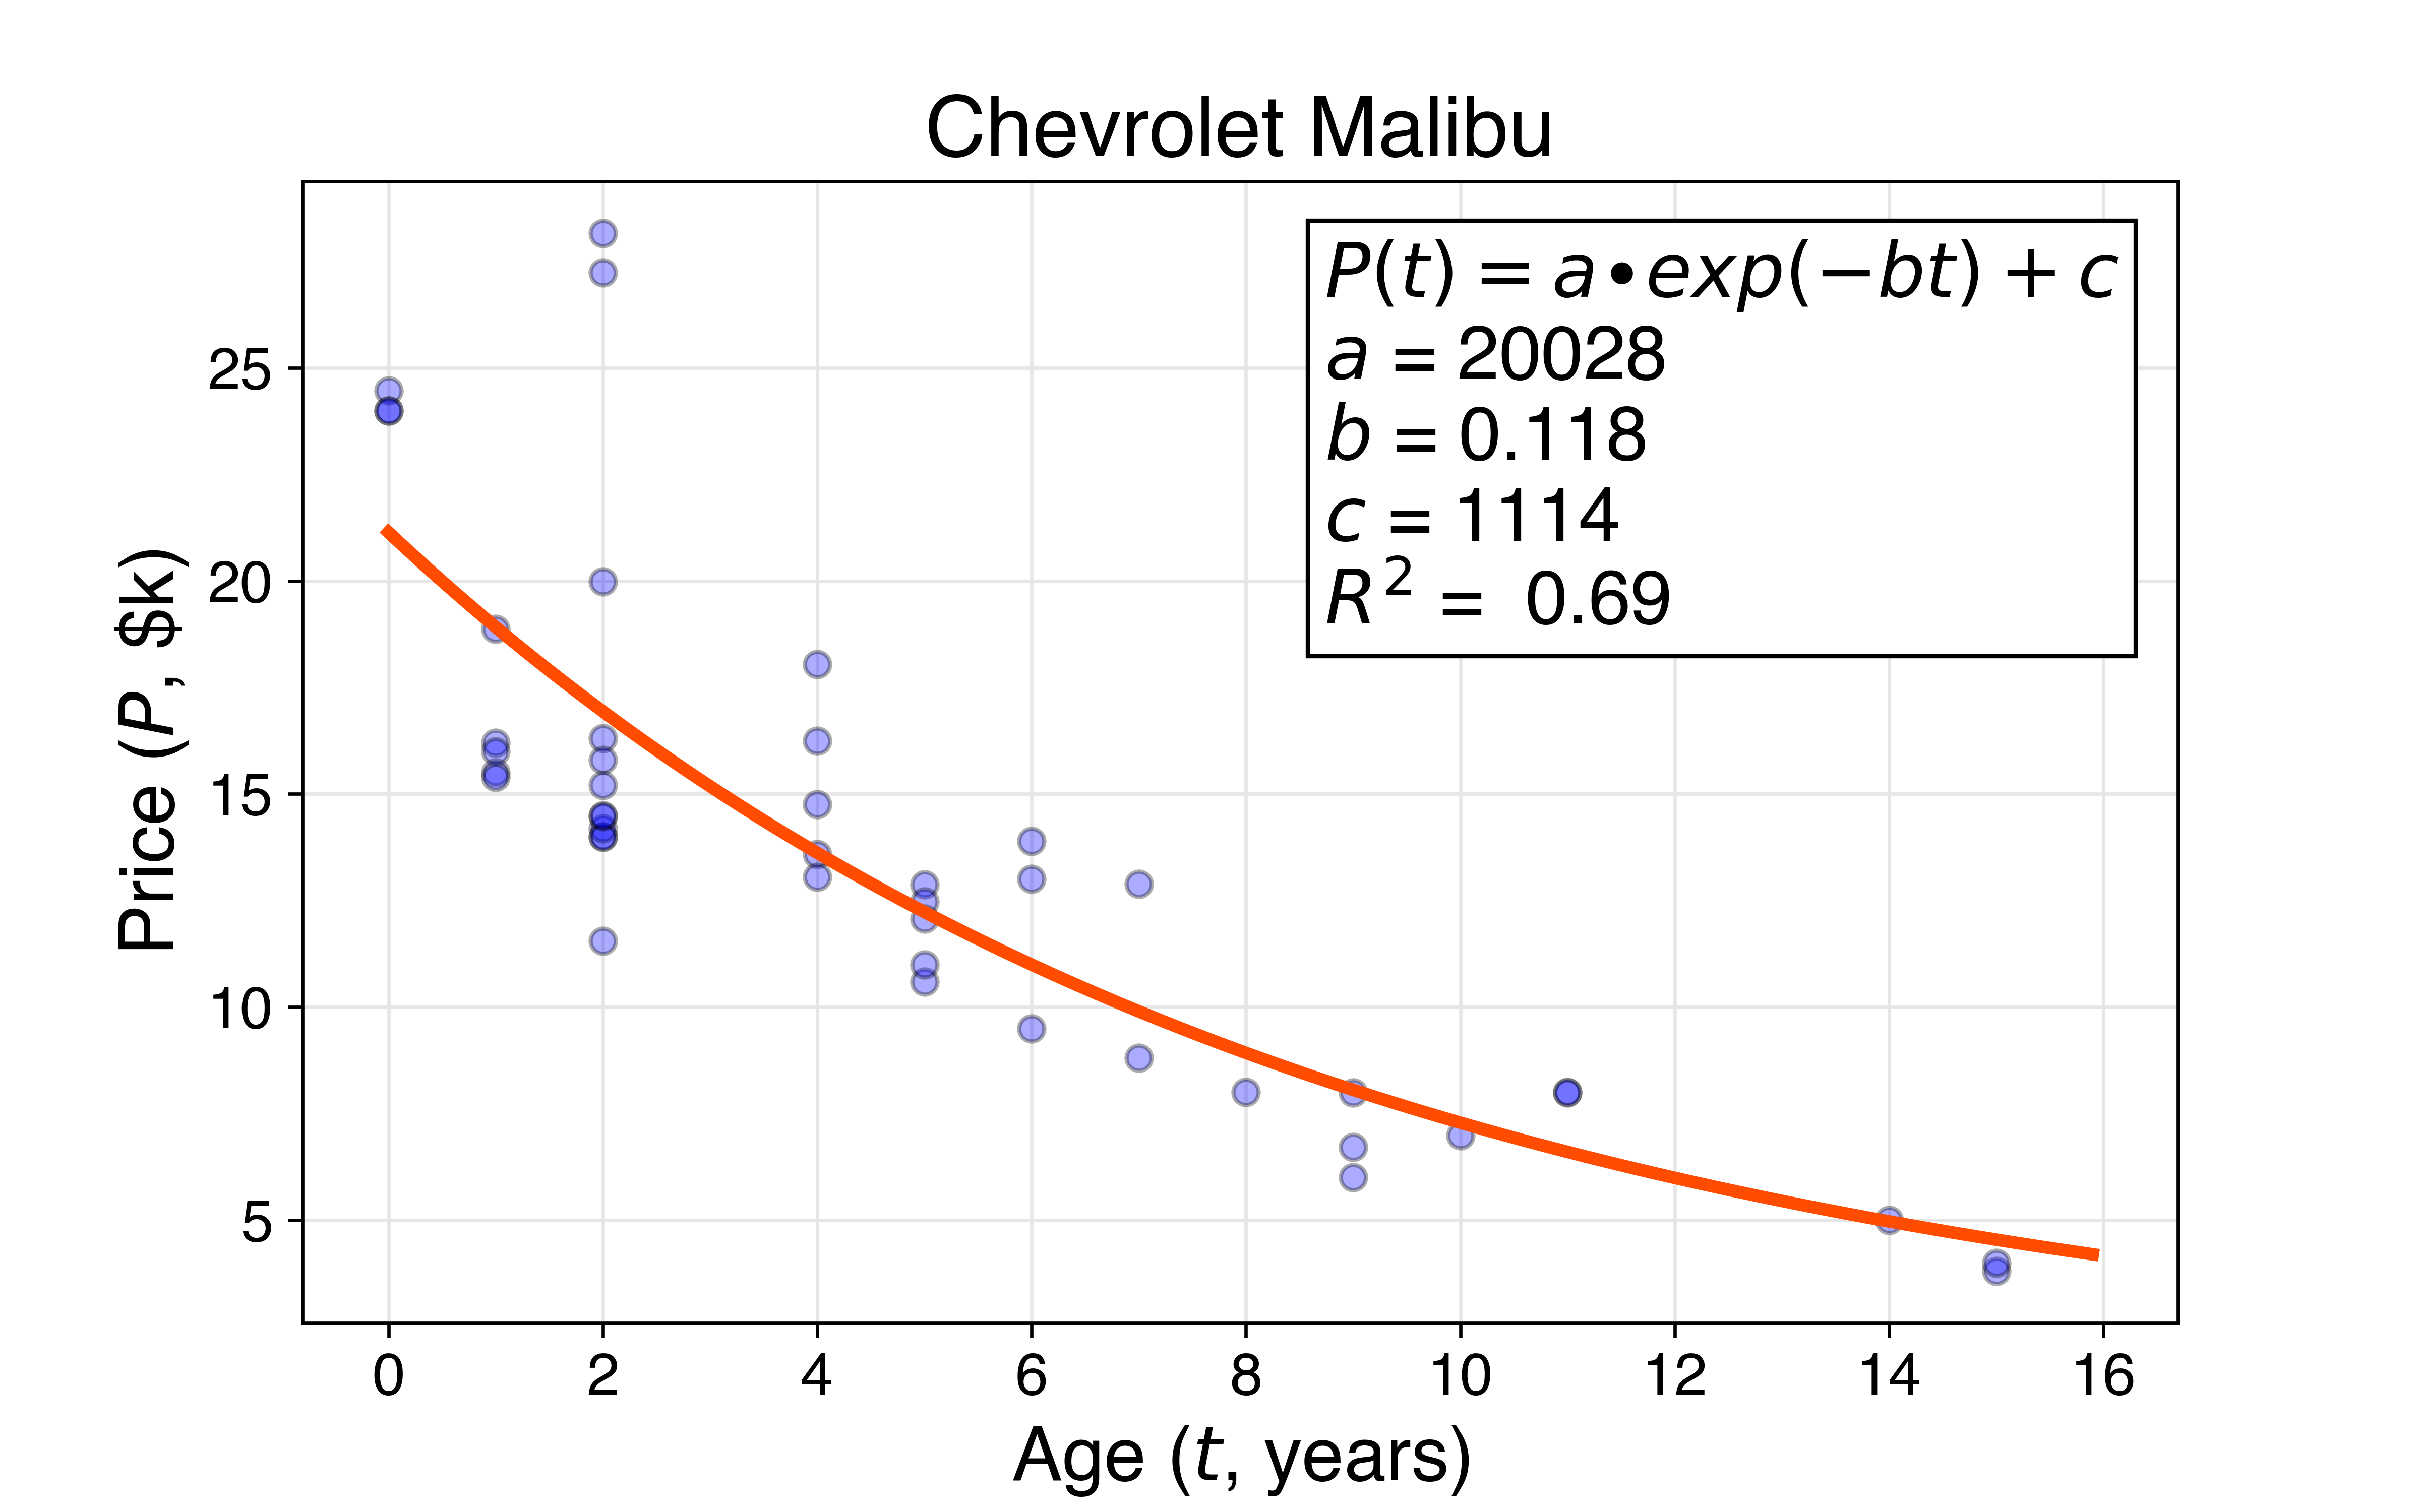 Chevrolet Malibu
P(t) = a•exp(−bt) + c
a = 20028
b = 0.118
c = 1114
R² = 0.69
Price (P, $k)
25
20
15
10
5
0 2 4 6 8 10 12 14 16
Age (t, years)